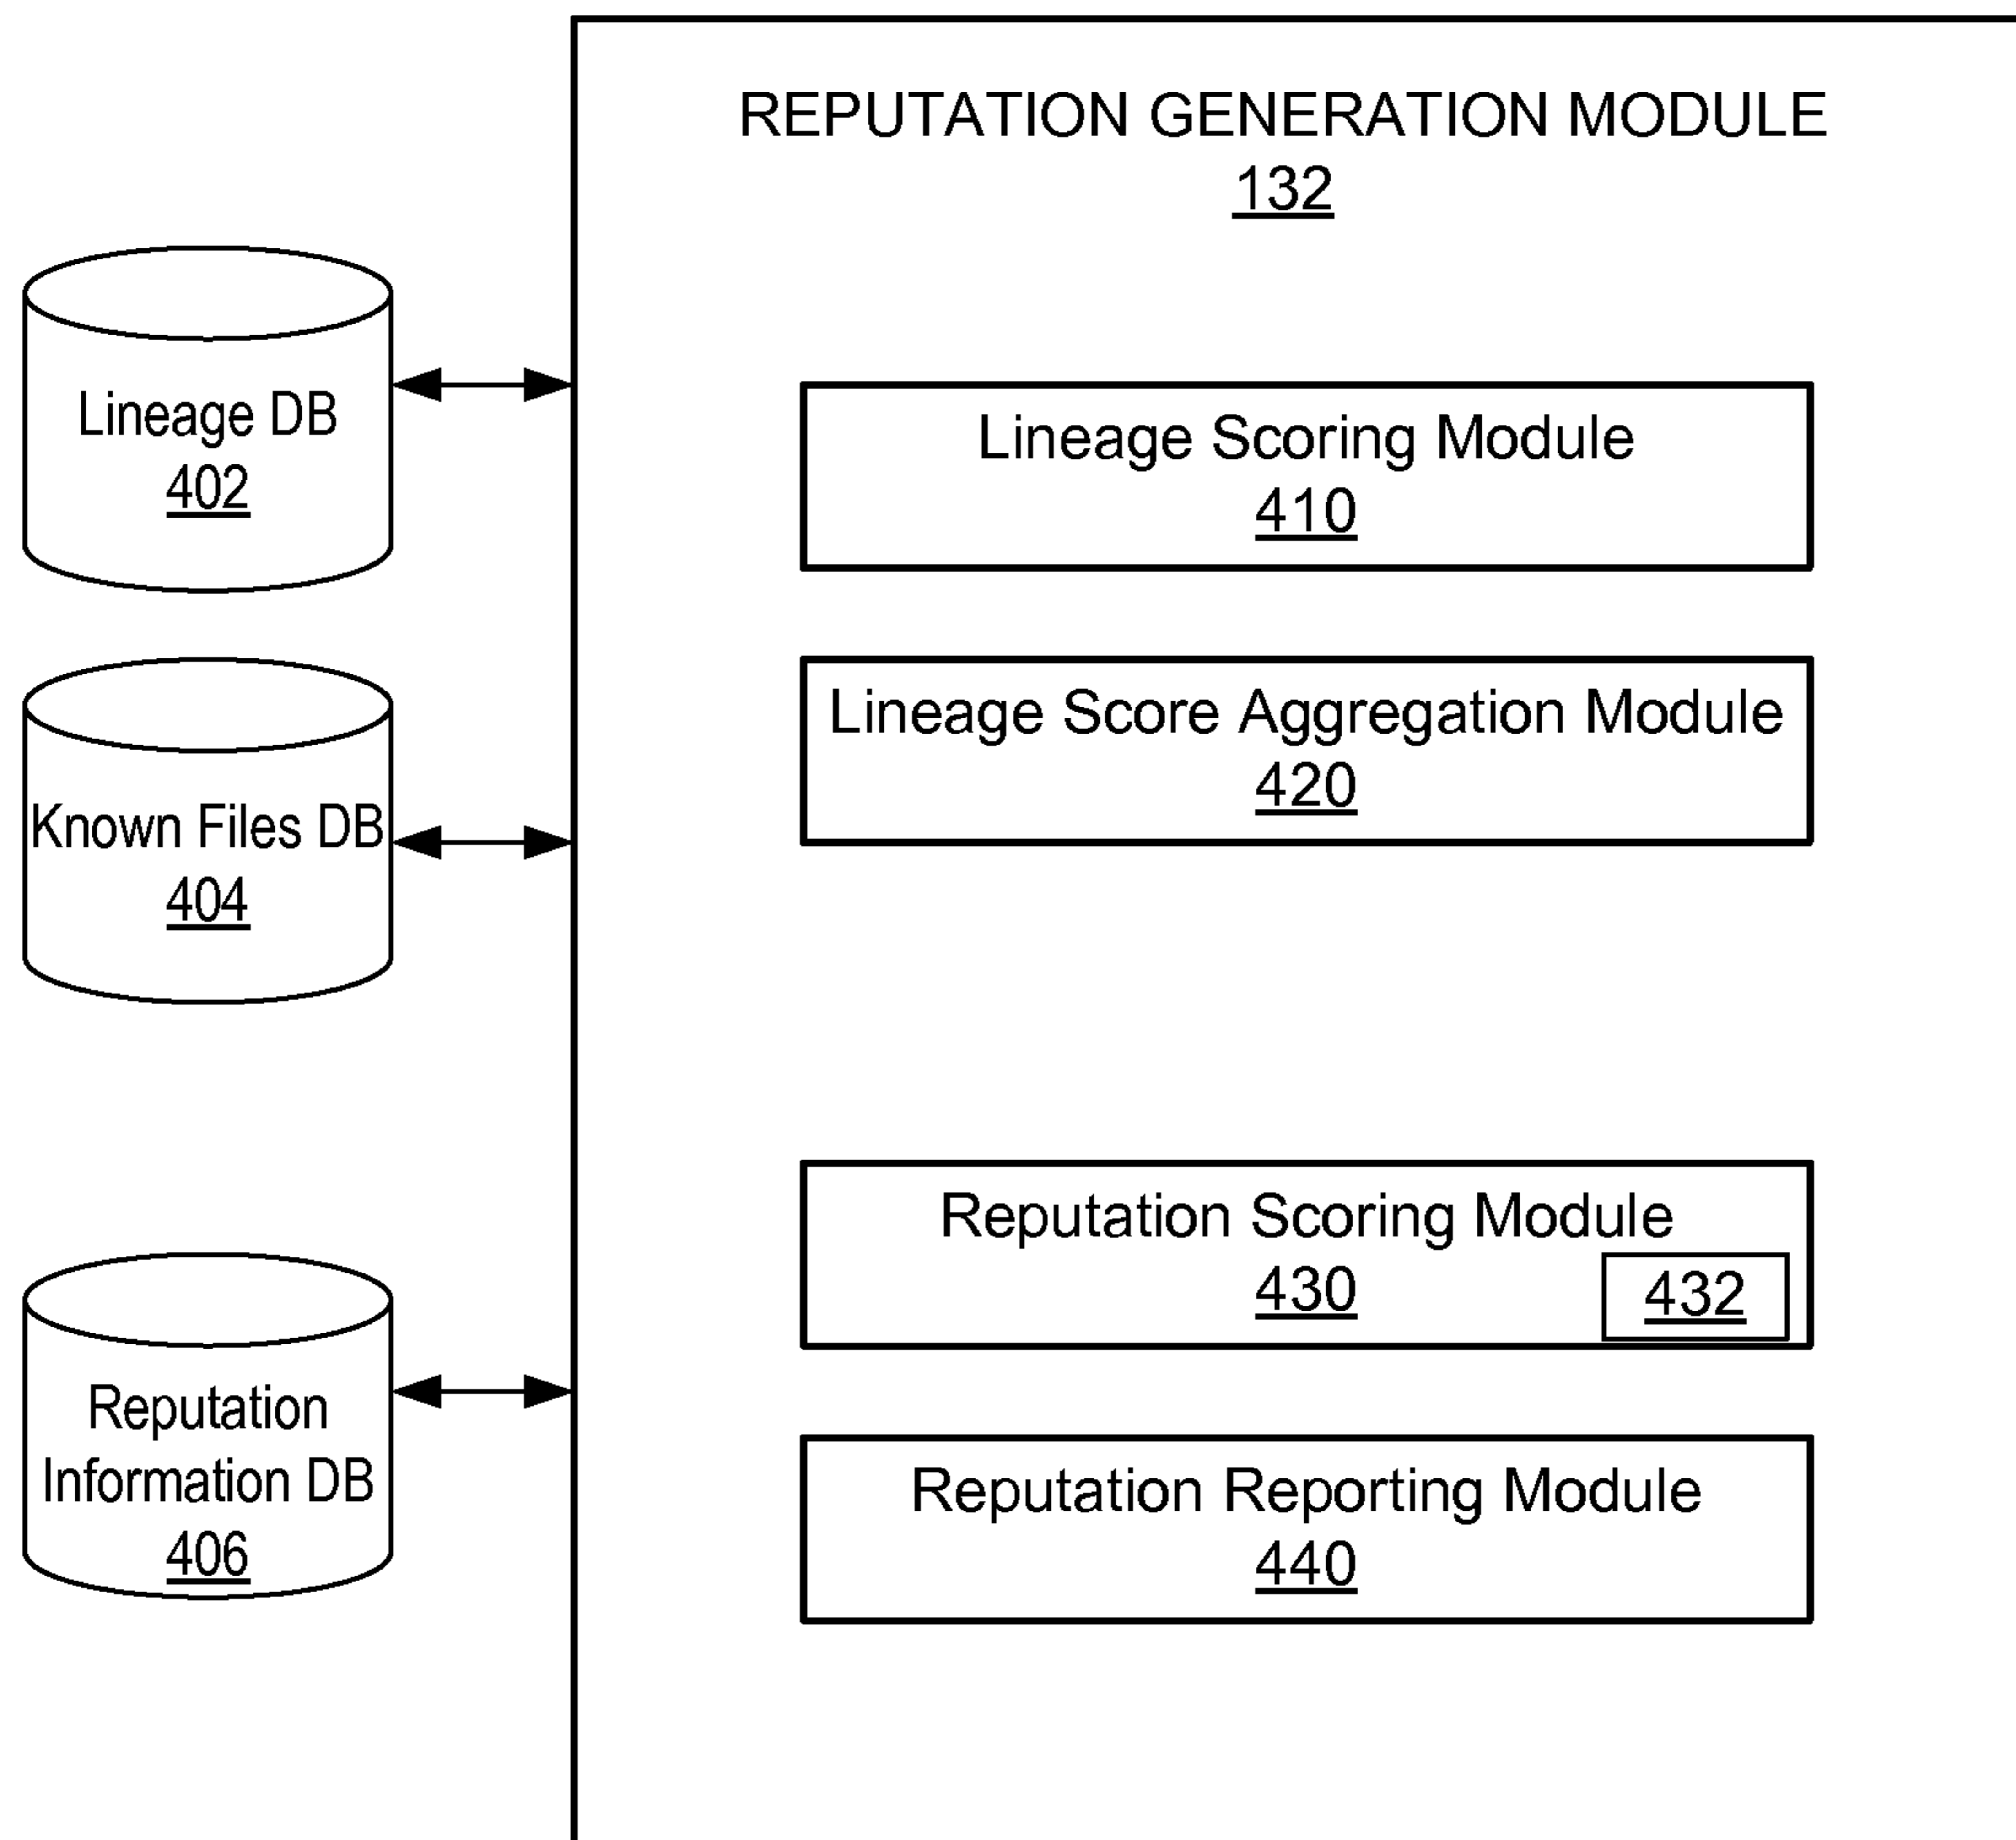 REPUTATION GENERATION MODULE
132
Lineage DB
402
Known Files DB
404
Reputation
Information DB
406
Lineage Scoring Module
410
Lineage Score Aggregation Module
420
Reputation Scoring Module
430
432
Reputation Reporting Module
440